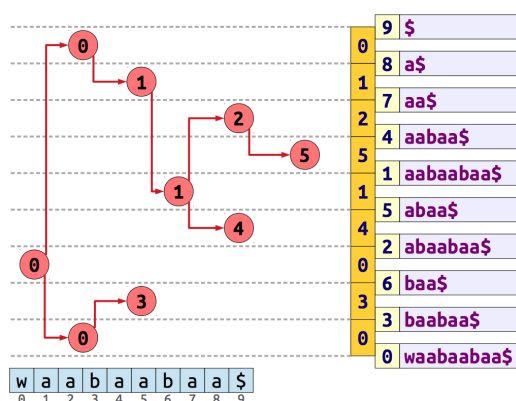 9 $
0 0
8 a$
1 1
7 aa$
2 2
4 aabaa$
5 5
1 aabaabaa$
1 1
5 abaa$
4 4
2 abaabaa$
0 0
6 baa$
3 3
3 baabaa$
0 0
0 waabaabaa$
w a a b a a b a a $
0 1 2 3 4 5 6 7 8 9